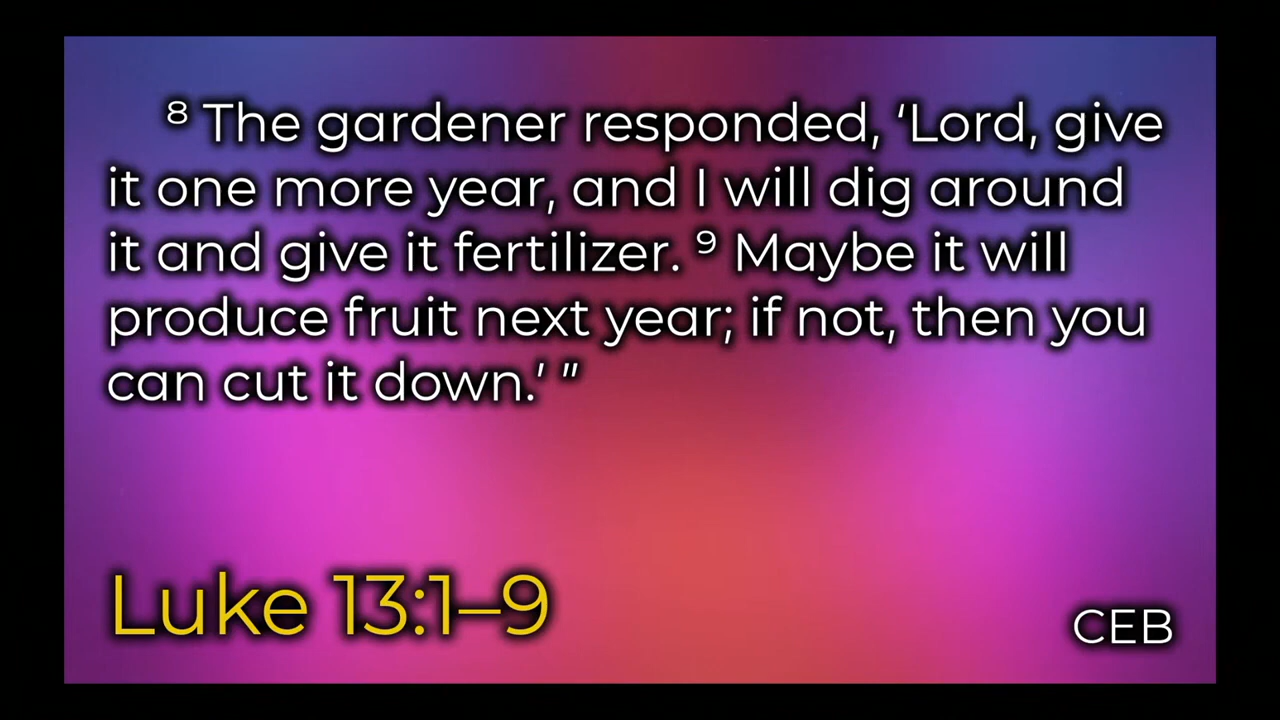 ⁸ The gardener responded, ‘Lord, give
it one more year, and I will dig around
it and give it fertilizer. ⁹ Maybe it will
produce fruit next year; if not, then you
can cut it down.’ ”
Luke 13:1–9
CEB